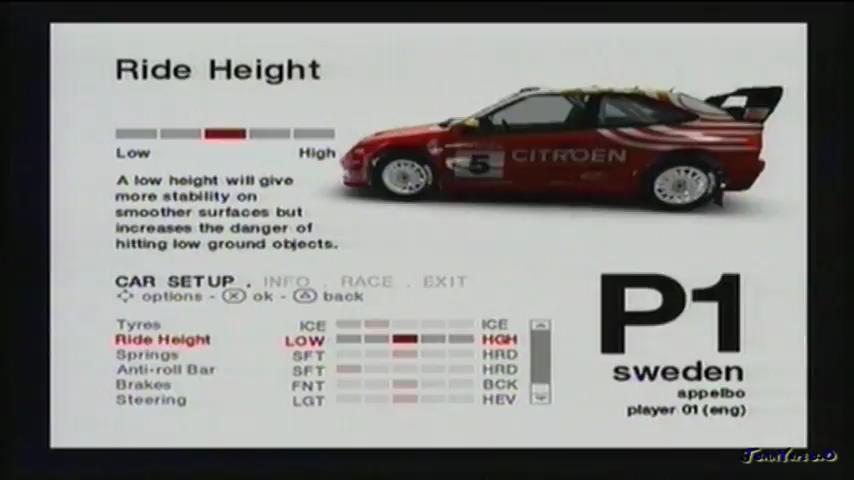 Ride Height
Low High
A low height will give
more stability on
smoother surfaces but
increases the danger of
hitting low ground objects.
5 CITROËN
CAR SETUP . INFO . RACE . EXIT
options - ok - back
Tyres ICE ICE
Ride Height LOW HGH
Springs SFT HRD
Anti-roll Bar SFT HRD
Brakes FNT BCK
Steering LGT HEV
P1
sweden
appelbo
player 01 (eng)